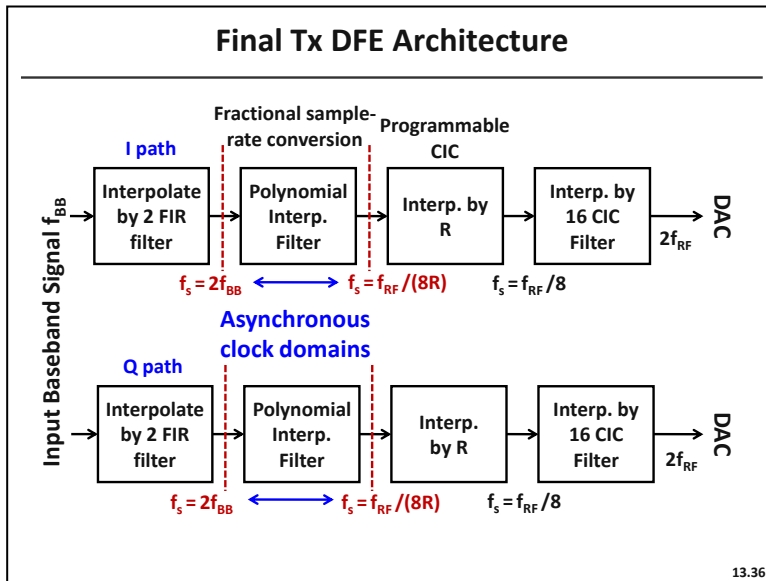 Final Tx DFE Architecture
Fractional sample-
rate conversion
Programmable
CIC
I path
Interpolate
by 2 FIR
filter
Polynomial
Interp.
Filter
Interp. by
R
Interp. by
16 CIC
Filter
2fRF
DAC
fs = 2fBB
fs = fRF/(8R)
fs = fRF/8
Input Baseband Signal fBB
Asynchronous
clock domains
Q path
Interpolate
by 2 FIR
filter
Polynomial
Interp.
Filter
Interp.
by R
Interp. by
16 CIC
Filter
2fRF
DAC
fs = 2fBB
fs = fRF/(8R)
fs = fRF/8
13.36